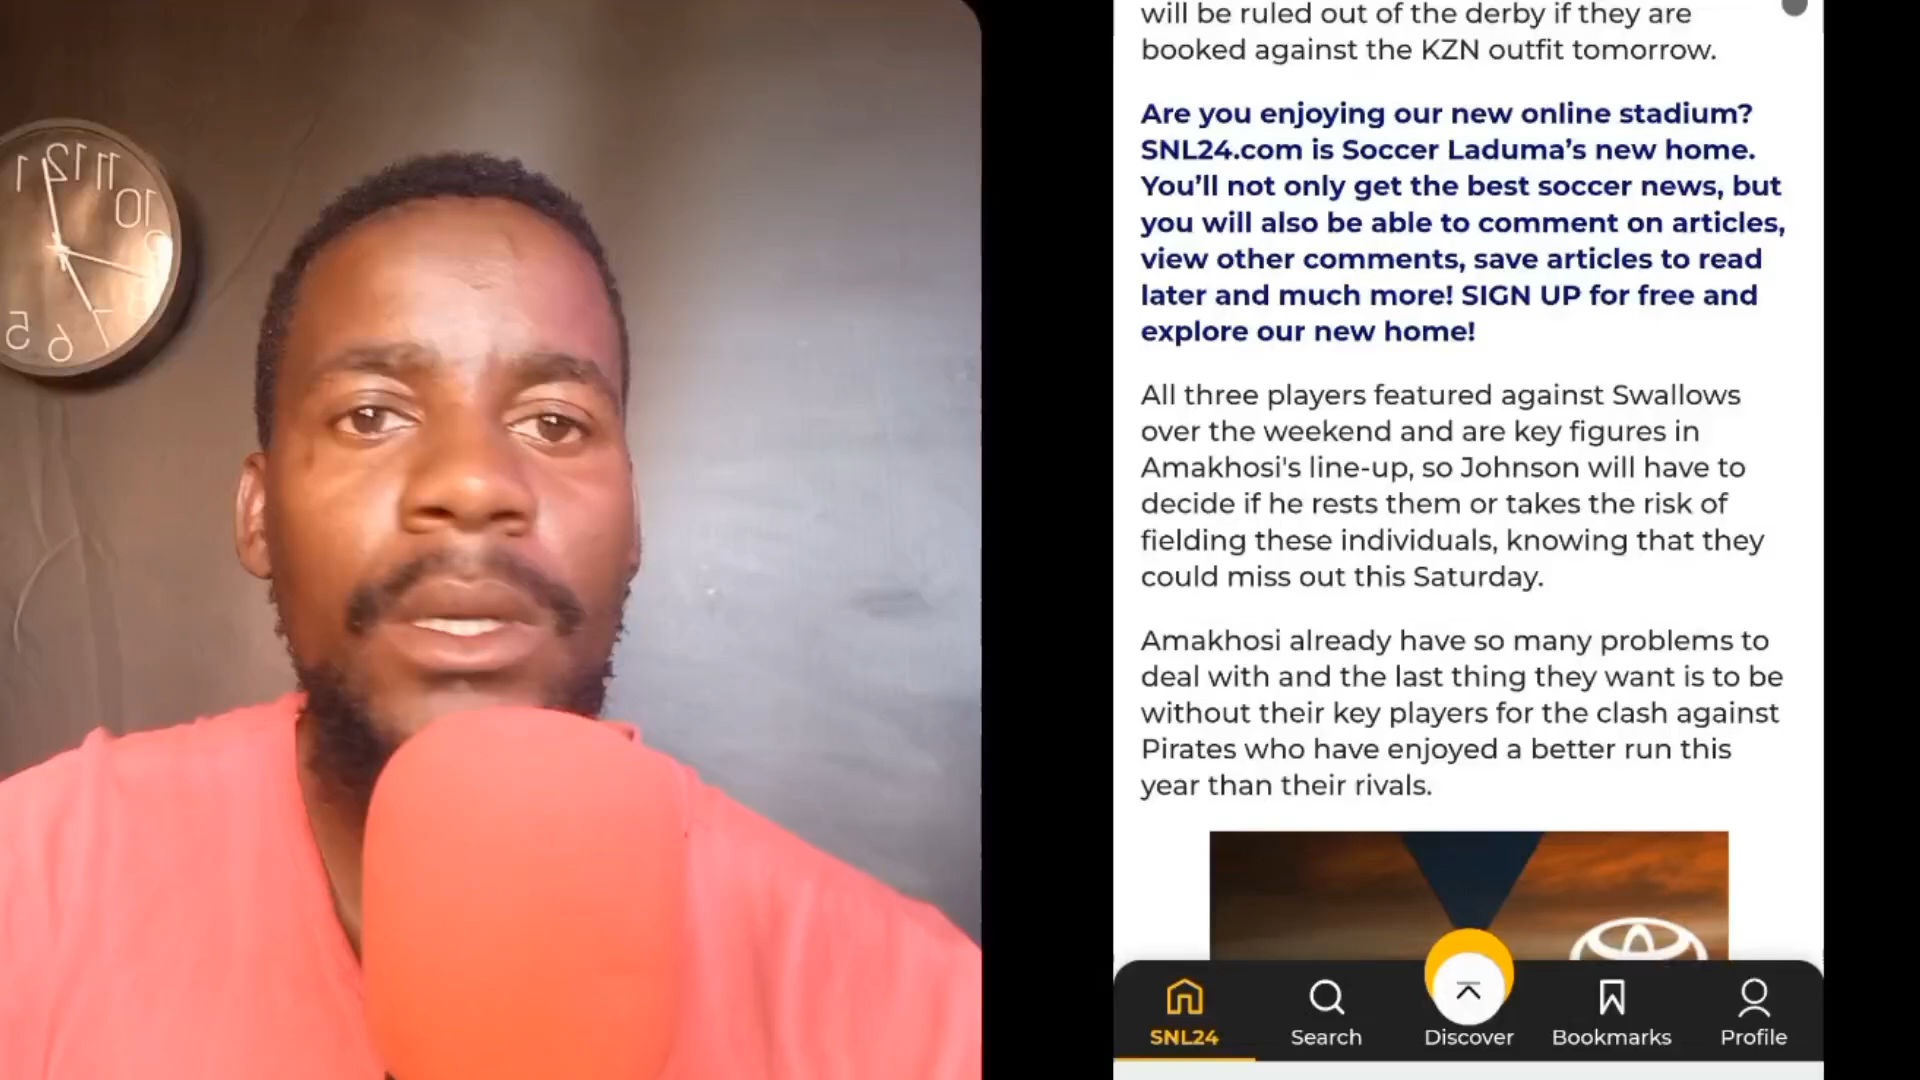 12
11
1
10
9
7
6
5
will be ruled out of the derby if they are
booked against the KZN outfit tomorrow.
Are you enjoying our new online stadium?
SNL24.com is Soccer Laduma’s new home.
You’ll not only get the best soccer news, but
you will also be able to comment on articles,
view other comments, save articles to read
later and much more! SIGN UP for free and
explore our new home!
All three players featured against Swallows
over the weekend and are key figures in
Amakhosi's line-up, so Johnson will have to
decide if he rests them or takes the risk of
fielding these individuals, knowing that they
could miss out this Saturday.
Amakhosi already have so many problems to
deal with and the last thing they want is to be
without their key players for the clash against
Pirates who have enjoyed a better run this
year than their rivals.
SNL24
Search
Discover
Bookmarks
Profile